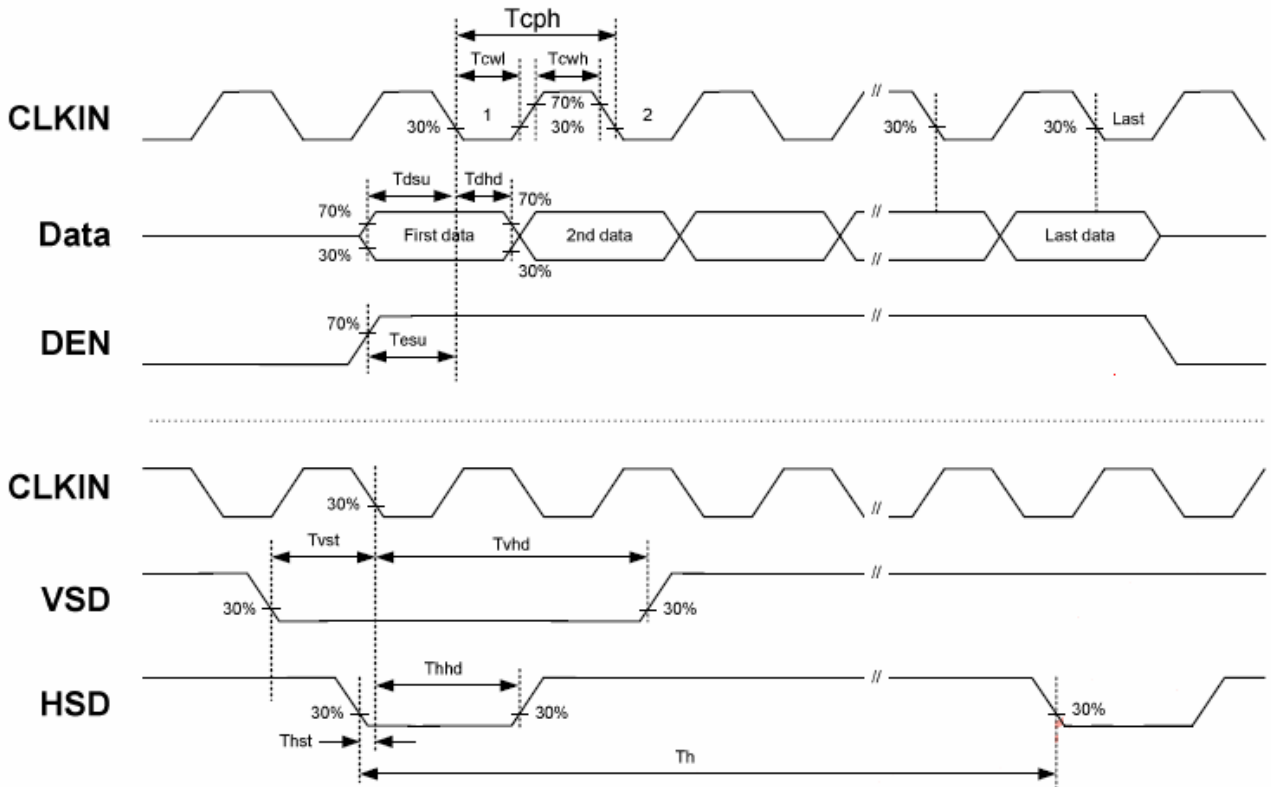 Tcph
Tcwl Tcwh
CLKIN 30% 1 70% 30% 2 // 30% 30% Last
Tdsu Tdhd
70% 70%
Data First data 2nd data // // Last data
30% 30%
DEN 70% Tesu //
CLKIN 30% //
Tvst Tvhd
VSD 30% 30% //
Thhd
HSD 30% 30% // 30%
Thst
Th